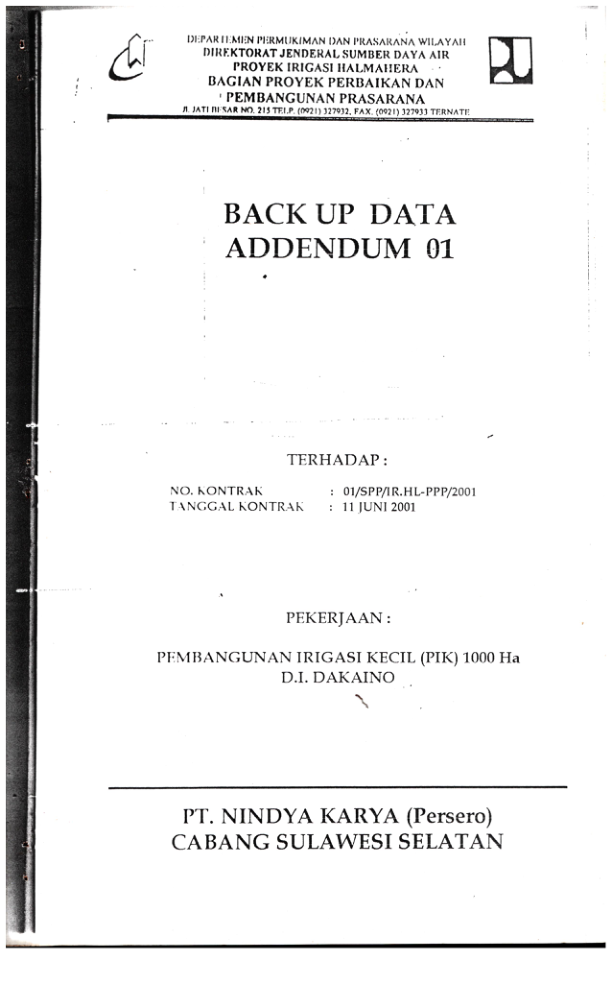 DEPARTEMEN PERMUKIMAN DAN PRASARANA WILAYAH
DIREKTORAT JENDERAL SUMBER DAYA AIR
PROYEK IRIGASI HALMAHERA
BAGIAN PROYEK PERBAIKAN DAN
PEMBANGUNAN PRASARANA
JL. JATI BESAR NO. 215 TELP. (0921) 327932, FAX. (0921) 327933 TERNATE
BACK UP DATA
ADDENDUM 01
TERHADAP :
NO. KONTRAK : 01/SPP/IR.HL-PPP/2001
TANGGAL KONTRAK : 11 JUNI 2001
PEKERJAAN :
PEMBANGUNAN IRIGASI KECIL (PIK) 1000 Ha
D.I. DAKAINO
PT. NINDYA KARYA (Persero)
CABANG SULAWESI SELATAN